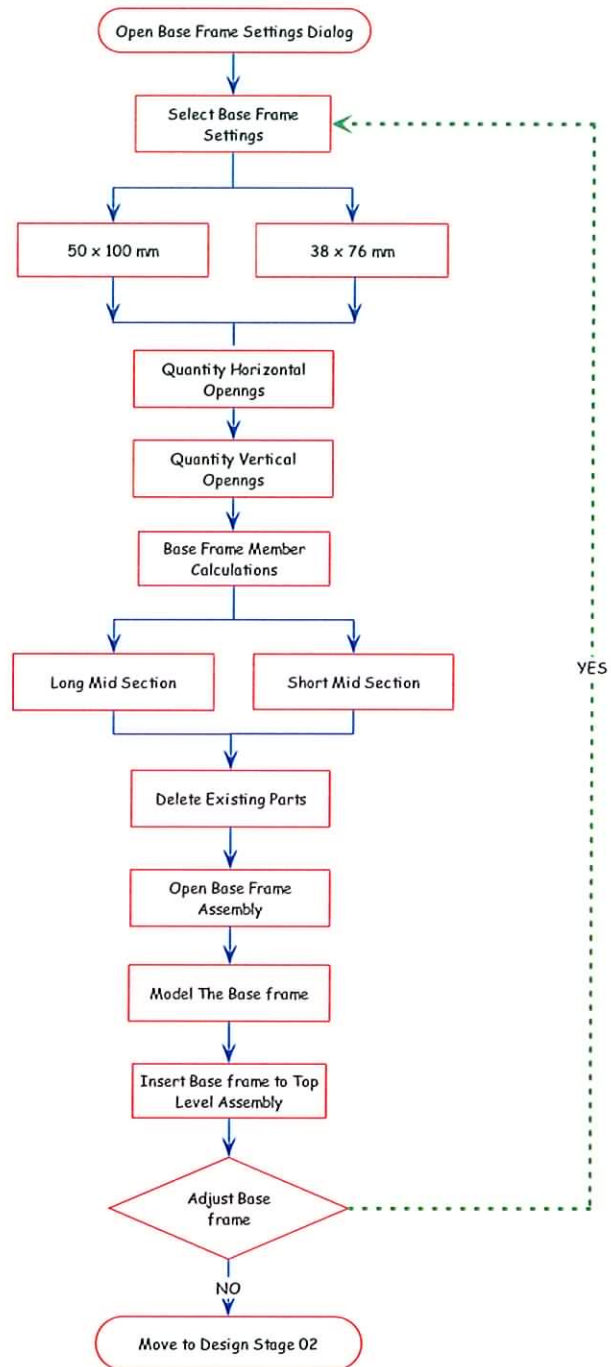 Open Base Frame Settings Dialog
Select Base Frame
Settings
50 x 100 mm
38 x 76 mm
Quantity Horizontal
Openngs
Quantity Vertical
Openngs
Base Frame Member
Calculations
Long Mid Section
Short Mid Section
YES
Delete Existing Parts
Open Base Frame
Assembly
Model The Base frame
Insert Base frame to Top
Level Assembly
Adjust Base
frame
NO
Move to Design Stage 02